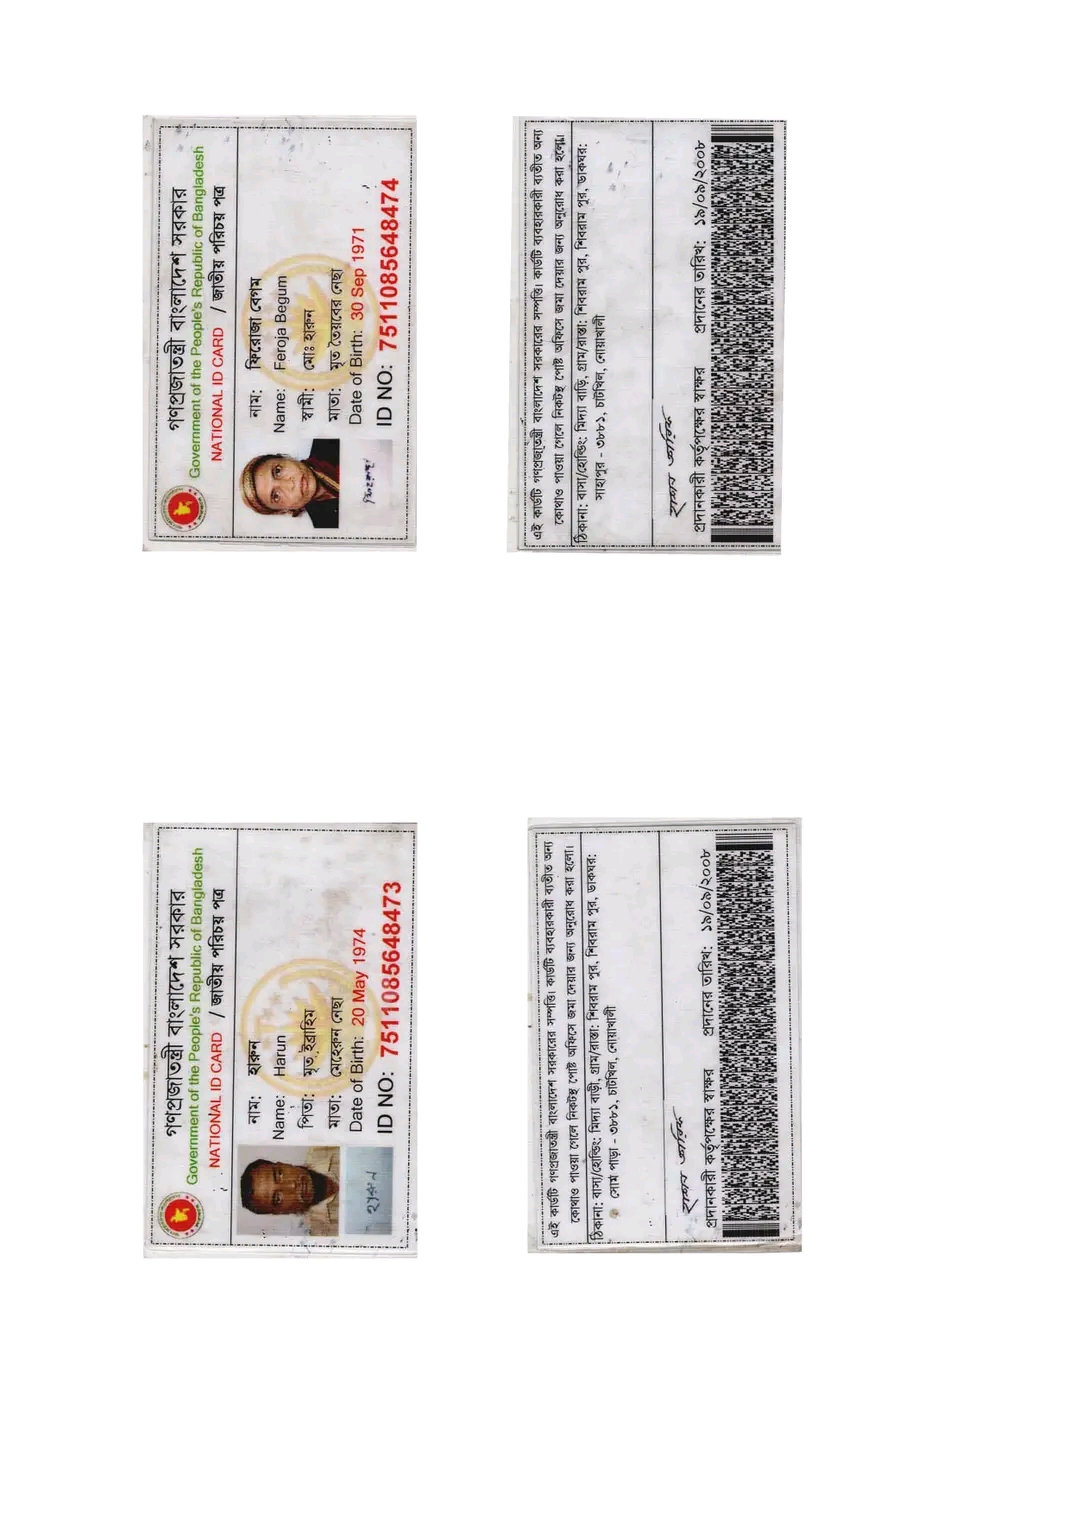 গণপ্রজাতন্ত্রী বাংলাদেশ সরকার
Government of the People's Republic of Bangladesh
NATIONAL ID CARD / জাতীয় পরিচয় পত্র
নাম: ফিরোজা বেগম
Name: Feroja Begum
স্বামী: মোঃ হারুন
মাতা: মৃত তৈয়বের নেছা
Date of Birth: 30 Sep 1971
ID NO: 7511085648474
ফিরোজা
এই কার্ডটি গণপ্রজাতন্ত্রী বাংলাদেশ সরকারের সম্পত্তি। কার্ডটি ব্যবহারকারী ব্যতীত অন্য
কোথাও পাওয়া গেলে নিকটস্থ পোষ্ট অফিসে জমা দেয়ার জন্য অনুরোধ করা হলো।
ঠিকানা: বাসা/হোল্ডিং: মিদ্যা বাড়ি, গ্রাম/রাস্তা: শিবরাম পুর, শিবরাম পুর, ডাকঘর:
সাহাপুর - ৩৮৮১, চাটখিল, নোয়াখালী
প্রদানকারী কর্তৃপক্ষের স্বাক্ষর প্রদানের তারিখ: ১৯/০৯/২০০৮
গণপ্রজাতন্ত্রী বাংলাদেশ সরকার
Government of the People's Republic of Bangladesh
NATIONAL ID CARD / জাতীয় পরিচয় পত্র
নাম: হারুন
Name: Harun
পিতা: মৃত ইব্রাহিম
মাতা: মেহেরুন নেছা
Date of Birth: 20 May 1974
ID NO: 7511085648473
হারুন
এই কার্ডটি গণপ্রজাতন্ত্রী বাংলাদেশ সরকারের সম্পত্তি। কার্ডটি ব্যবহারকারী ব্যতীত অন্য
কোথাও পাওয়া গেলে নিকটস্থ পোষ্ট অফিসে জমা দেয়ার জন্য অনুরোধ করা হলো।
ঠিকানা: বাসা/হোল্ডিং: মিদ্যা বাড়ী, গ্রাম/রাস্তা: শিবরাম পুর, শিবরাম পুর, ডাকঘর:
সোম পাড়া - ৩৮৮১, চাটখিল, নোয়াখালী
প্রদানকারী কর্তৃপক্ষের স্বাক্ষর প্রদানের তারিখ: ১৯/০৯/২০০৮